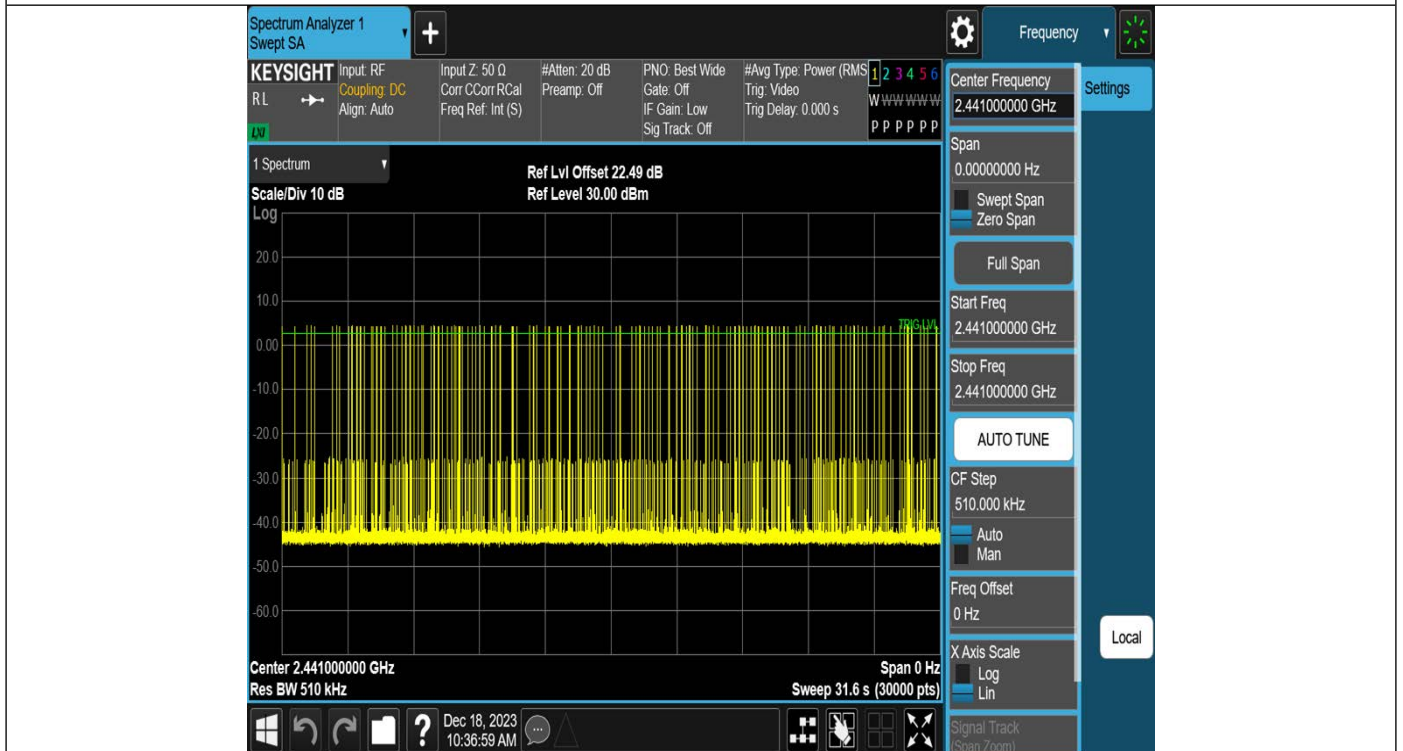 Spectrum Analyzer 1
Swept SA
+
Frequency
KEYSIGHT
R L
LXI
Input: RF
Coupling: DC
Align: Auto
Input Z: 50 Ω
Corr CCorr RCal
Freq Ref: Int (S)
#Atten: 20 dB
Preamp: Off
PNO: Best Wide
Gate: Off
IF Gain: Low
Sig Track: Off
#Avg Type: Power (RMS
Trig: Video
Trig Delay: 0.000 s
1 2 3 4 5 6
W W W W W W
P P P P P P
1 Spectrum
Scale/Div 10 dB
Log
Ref Lvl Offset 22.49 dB
Ref Level 30.00 dBm
20.0
10.0
0.00
-10.0
-20.0
-30.0
-40.0
-50.0
-60.0
TRIG LVL
Center 2.441000000 GHz
Res BW 510 kHz
Span 0 Hz
Sweep 31.6 s (30000 pts)
Center Frequency
2.441000000 GHz
Span
0.00000000 Hz
Swept Span
Zero Span
Full Span
Start Freq
2.441000000 GHz
Stop Freq
2.441000000 GHz
AUTO TUNE
CF Step
510.000 kHz
Auto
Man
Freq Offset
0 Hz
X Axis Scale
Log
Lin
Signal Track
(Span Zoom)
Settings
Local
?
Dec 18, 2023
10:36:59 AM